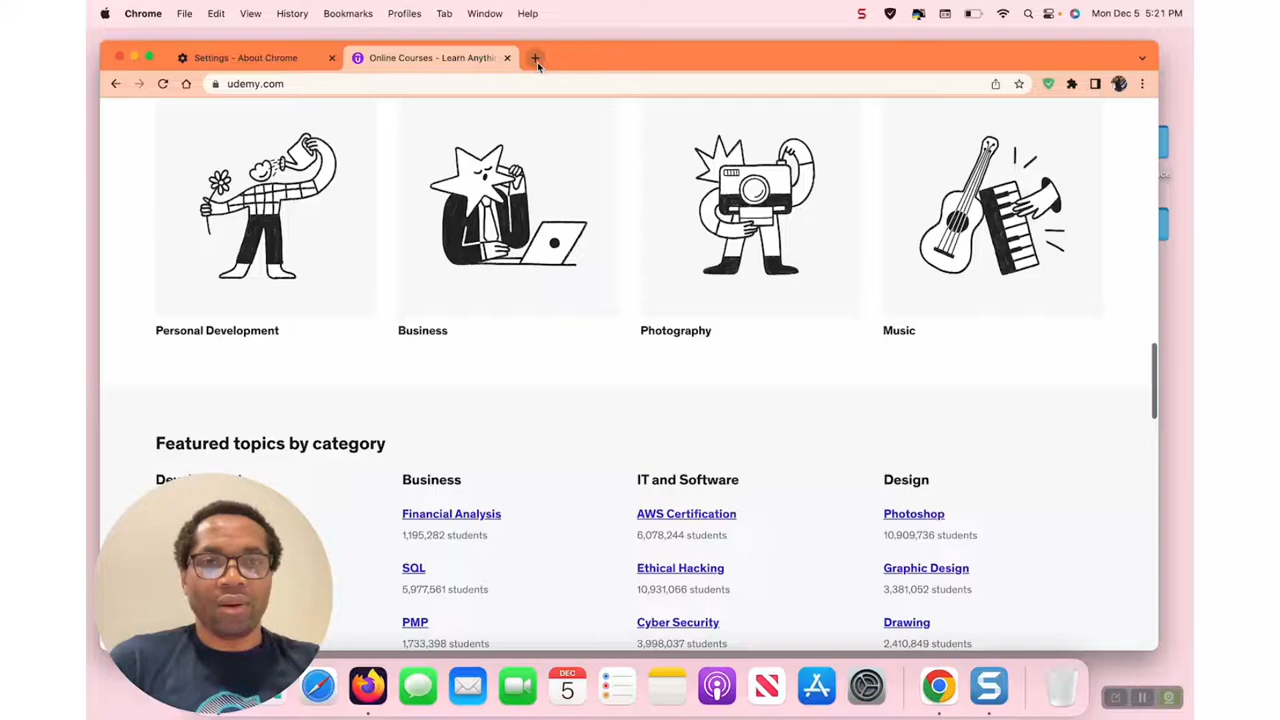 Chrome File Edit View History Bookmarks Profiles Tab Window Help Mon Dec 5 5:21 PM
Settings - About Chrome Online Courses - Learn Anythi
udemy.com
Personal Development Business Photography Music
Featured topics by category
Business IT and Software Design
Financial Analysis AWS Certification Photoshop
1,195,282 students 6,078,244 students 10,909,736 students
SQL Ethical Hacking Graphic Design
5,977,561 students 10,931,066 students 3,381,052 students
PMP Cyber Security Drawing
1,733,398 students 3,998,037 students 2,410,849 students
DEC
5